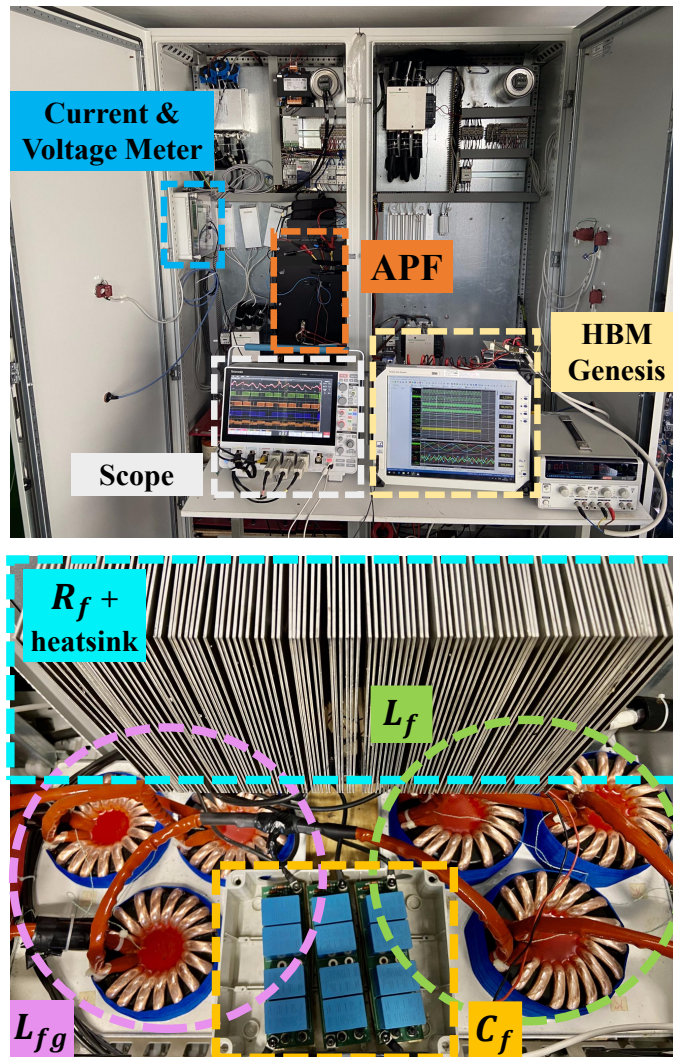 Current &
Voltage Meter
APF
HBM
Genesis
Scope
R_f +
heatsink
L_f
L_fg
C_f